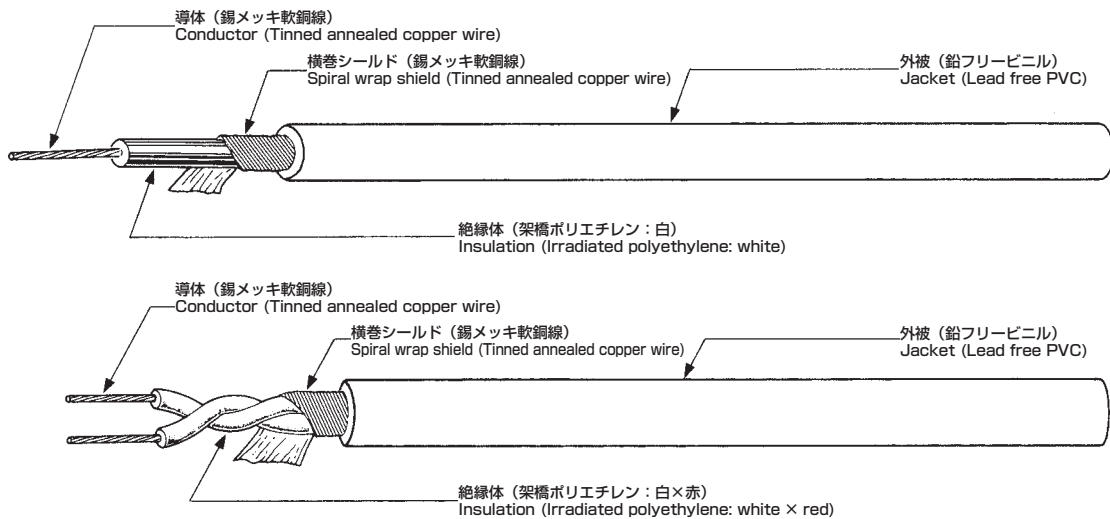 導体（錫メッキ軟銅線）
Conductor (Tinned annealed copper wire)
横巻シールド（錫メッキ軟銅線）
Spiral wrap shield (Tinned annealed copper wire)
外被（鉛フリービニル）
Jacket (Lead free PVC)
絶縁体（架橋ポリエチレン：白）
Insulation (Irradiated polyethylene: white)
導体（錫メッキ軟銅線）
Conductor (Tinned annealed copper wire)
横巻シールド（錫メッキ軟銅線）
Spiral wrap shield (Tinned annealed copper wire)
外被（鉛フリービニル）
Jacket (Lead free PVC)
絶縁体（架橋ポリエチレン：白×赤）
Insulation (Irradiated polyethylene: white × red)